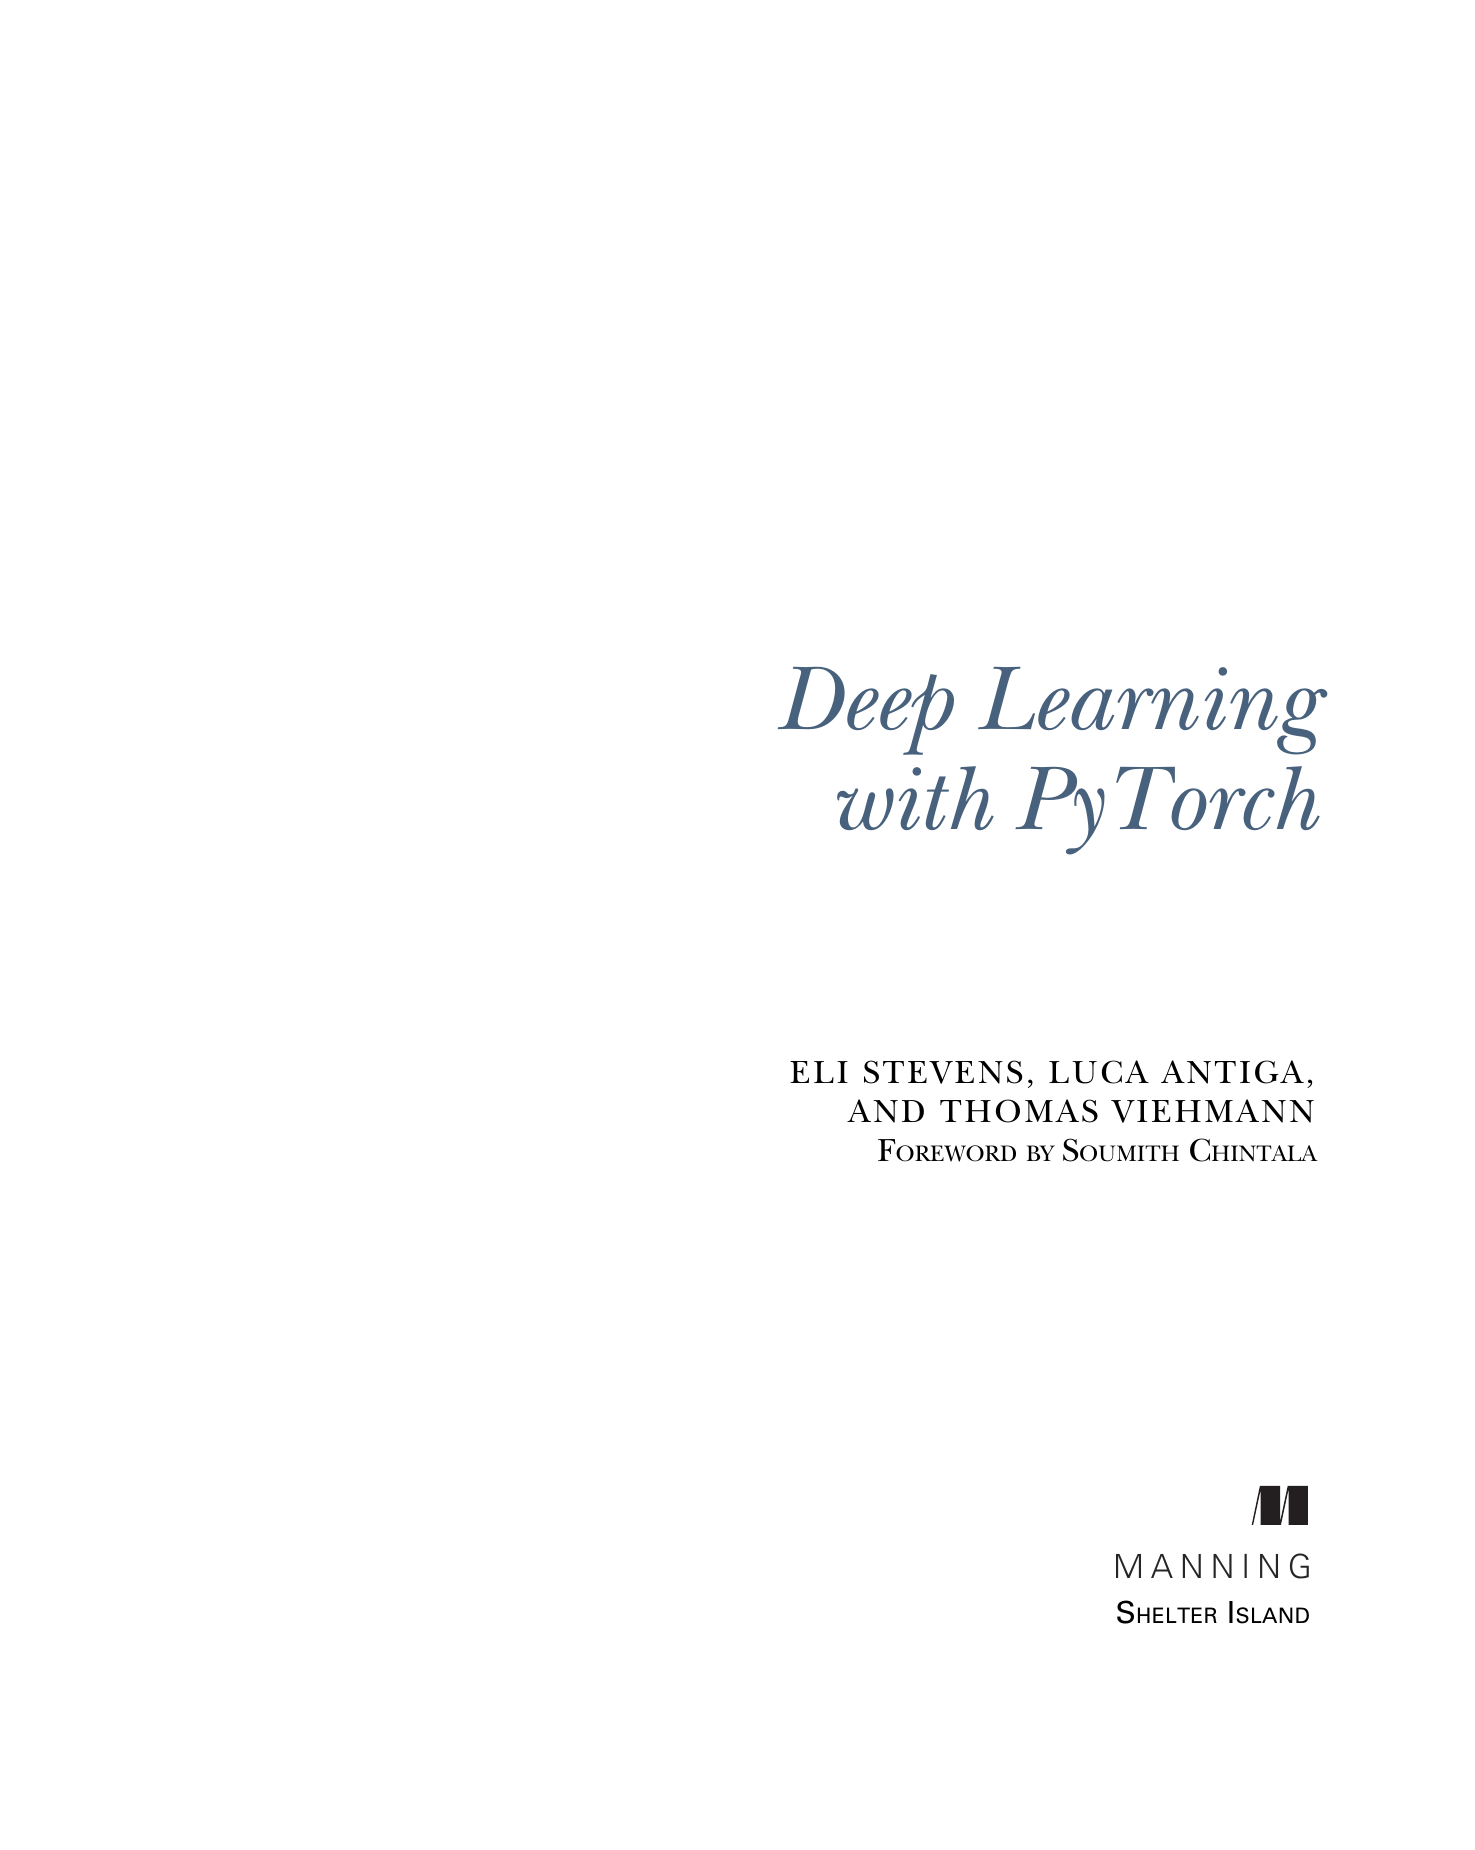 Deep Learning
with PyTorch
ELI STEVENS, LUCA ANTIGA,
AND THOMAS VIEHMANN
FOREWORD BY SOUMITH CHINTALA
MANNING
SHELTER ISLAND